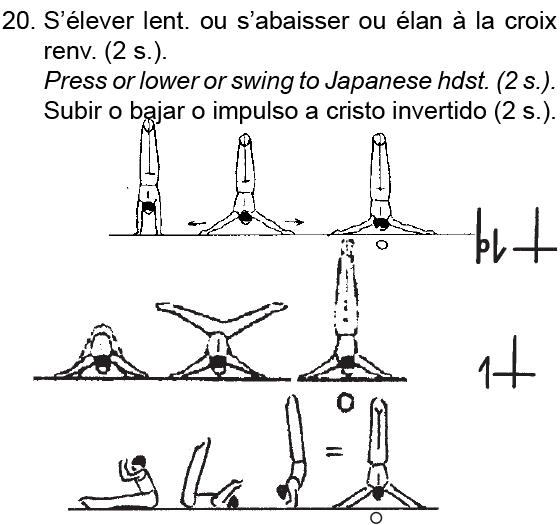 20. S’élever lent. ou s’abaisser ou élan à la croix
renv. (2 s.).
Press or lower or swing to Japanese hdst. (2 s.).
Subir o bajar o impulso a cristo invertido (2 s.).